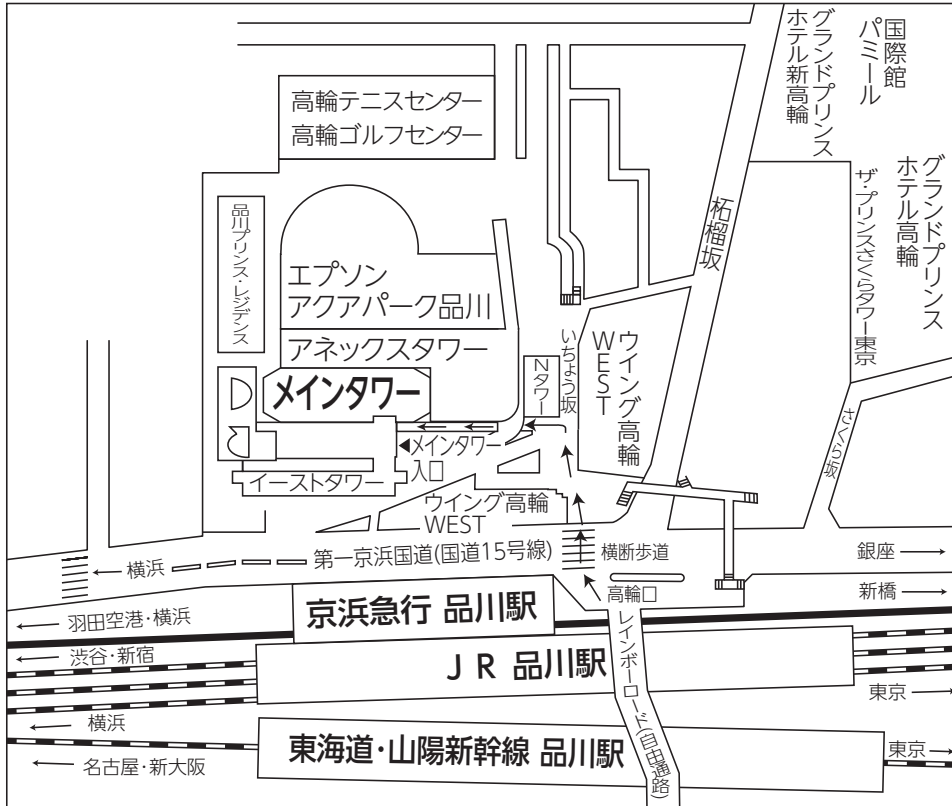 高輪テニスセンター
高輪ゴルフセンター
グランドプリンス
ホテル新高輪
国際館
パミール
グランドプリンス
ホテル高輪
ザ・プリンスさくらタワー東京
柘榴坂
品川プリンス・レジデンス
エプソン
アクアパーク品川
アネックスタワー
メインタワー
Nタワー
いちょう坂
ウイング高輪
WEST
さくら坂
◀メインタワー
入口
イーストタワー
ウイング高輪
WEST
← 横浜
第一京浜国道(国道15号線)
横断歩道
銀座 →
高輪口
新橋 →
← 羽田空港・横浜
京浜急行 品川駅
← 渋谷・新宿
JR 品川駅
レインボーロード(自由通路)
東京 →
← 横浜
東海道・山陽新幹線 品川駅
東京 →
← 名古屋・新大阪